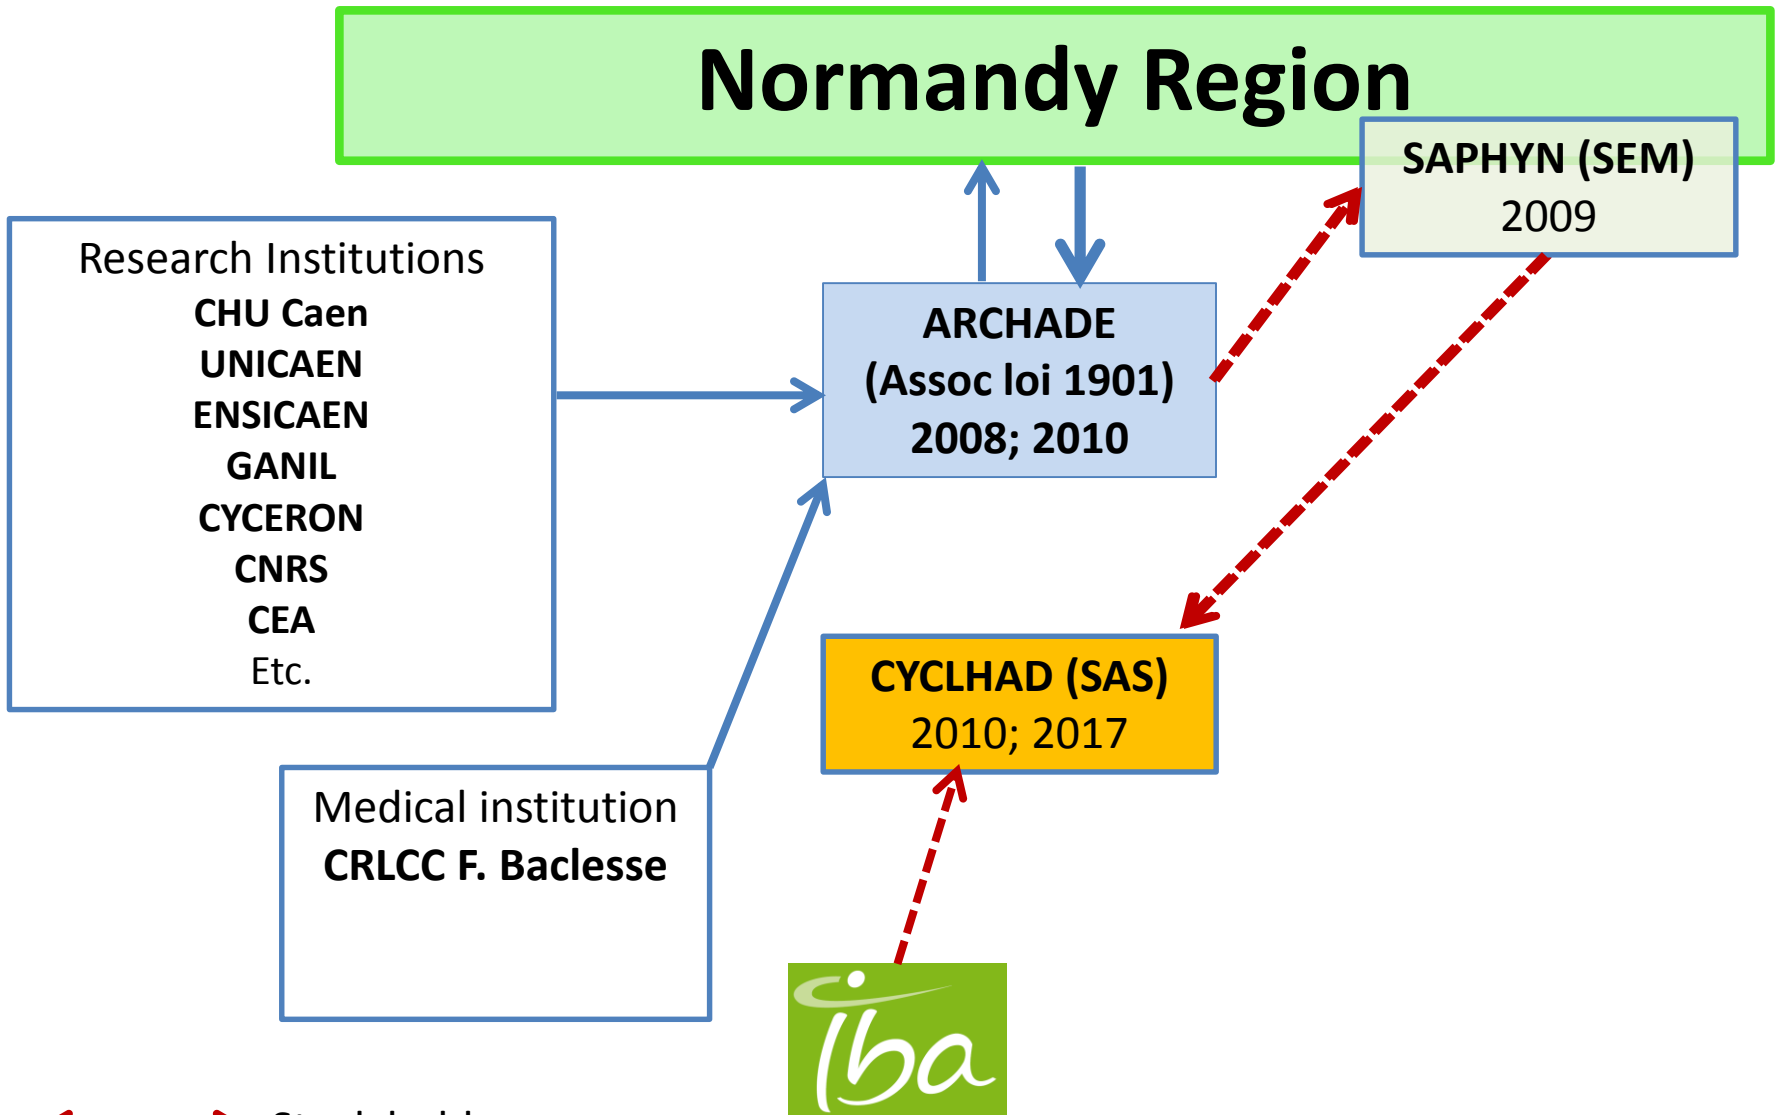 Normandy Region
SAPHYN (SEM)
2009
Research Institutions
CHU Caen
UNICAEN
ENSICAEN
GANIL
CYCERON
CNRS
CEA
Etc.
ARCHADE
(Assoc loi 1901)
2008; 2010
CYCLHAD (SAS)
2010; 2017
Medical institution
CRLCC F. Baclesse
iba